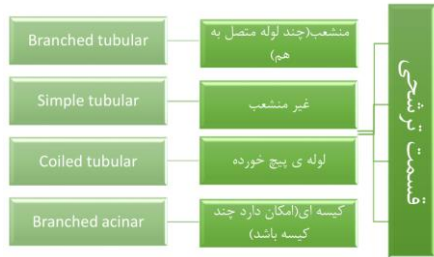 قسمت ترشحی
منشعب(چند لوله متصل به
هم)
Branched tubular
غیر منشعب
Simple tubular
لوله ی پیچ خورده
Coiled tubular
کیسه ای(امکان دارد چند
کیسه باشد)
Branched acinar